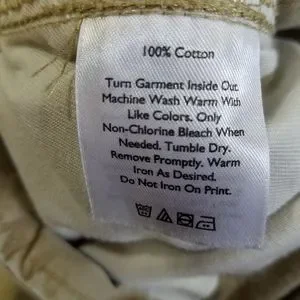 100% Cotton
Turn Garment Inside Out.
Machine Wash Warm With
Like Colors. Only
Non-Chlorine Bleach When
Needed. Tumble Dry.
Remove Promptly. Warm
Iron As Desired.
Do Not Iron On Print.